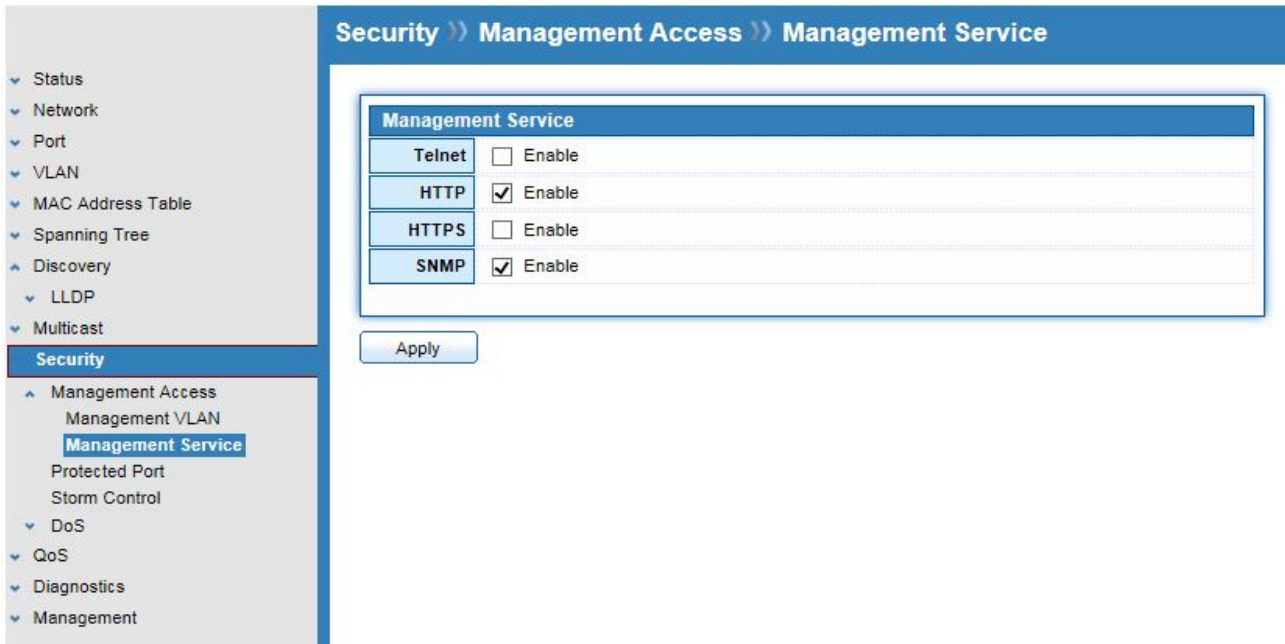 Security » Management Access » Management Service
Status
Network
Port
VLAN
MAC Address Table
Spanning Tree
Discovery
LLDP
Multicast
Security
Management Access
Management VLAN
Management Service
Protected Port
Storm Control
DoS
QoS
Diagnostics
Management
Management Service
Telnet Enable
HTTP Enable
HTTPS Enable
SNMP Enable
Apply